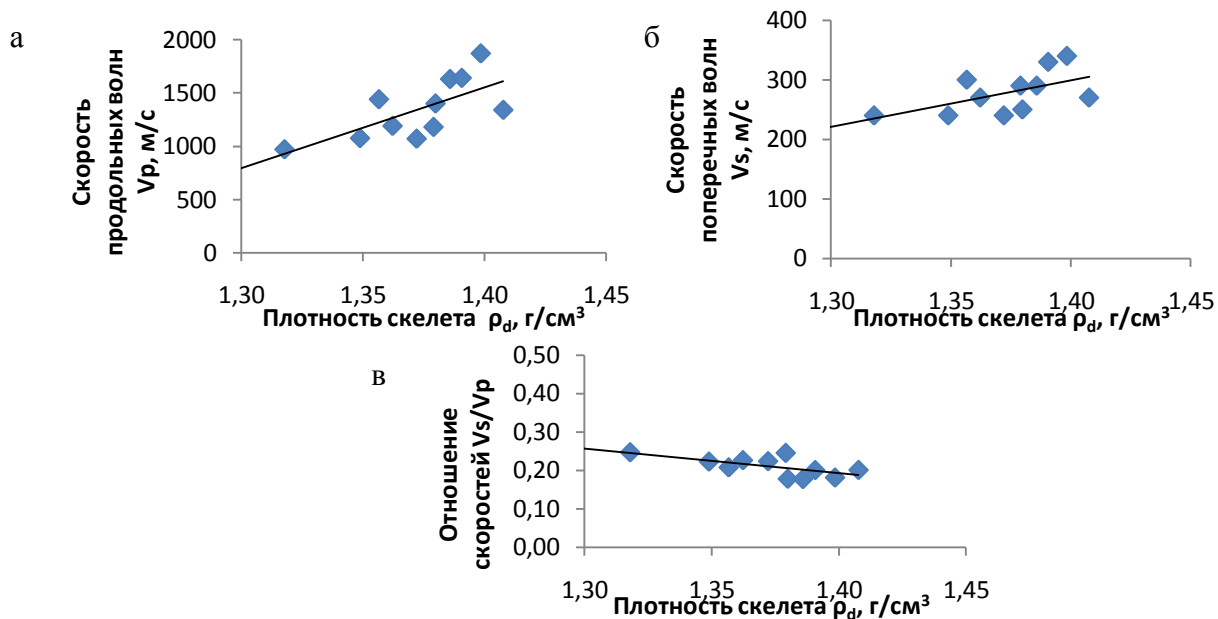 а
Скорость
продольных волн
Vp, м/с
2000
1500
1000
500
0
1,30
1,35
1,40
1,45
Плотность скелета ρd, г/см³
б
Скорость
поперечных волн
Vs, м/с
400
300
200
100
0
1,30
1,35
1,40
1,45
Плотность скелета ρd, г/см³
в
Отношение
скоростей Vs/Vp
0,50
0,40
0,30
0,20
0,10
0,00
1,30
1,35
1,40
1,45
Плотность скелета ρd, г/см³